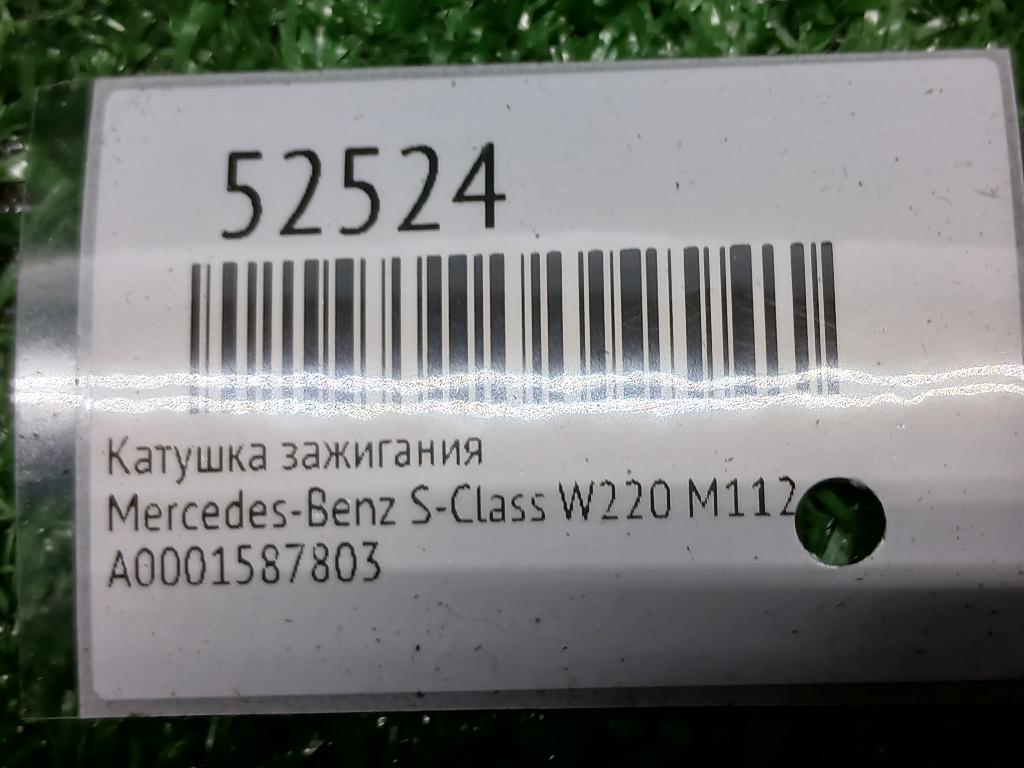 52524
Катушка зажигания
Mercedes-Benz S-Class W220 M112
A0001587803